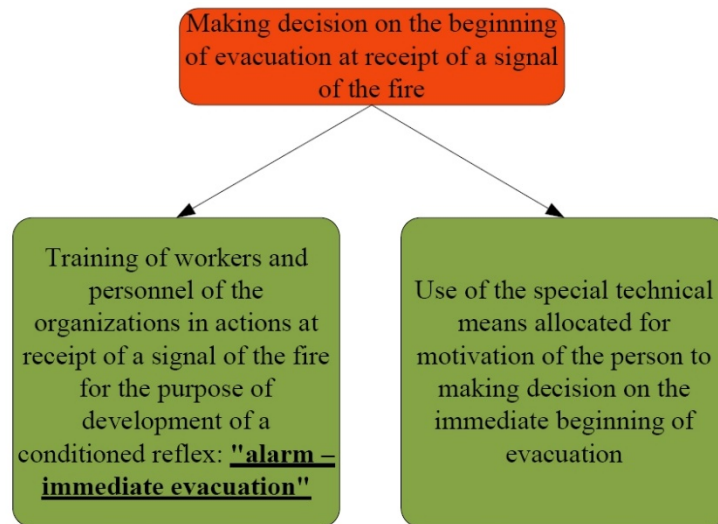 Making decision on the beginning
of evacuation at receipt of a signal
of the fire
Training of workers and
personnel of the
organizations in actions at
receipt of a signal of the fire
for the purpose of
development of a
conditioned reflex: "alarm –
immediate evacuation"
Use of the special technical
means allocated for
motivation of the person to
making decision on the
immediate beginning of
evacuation